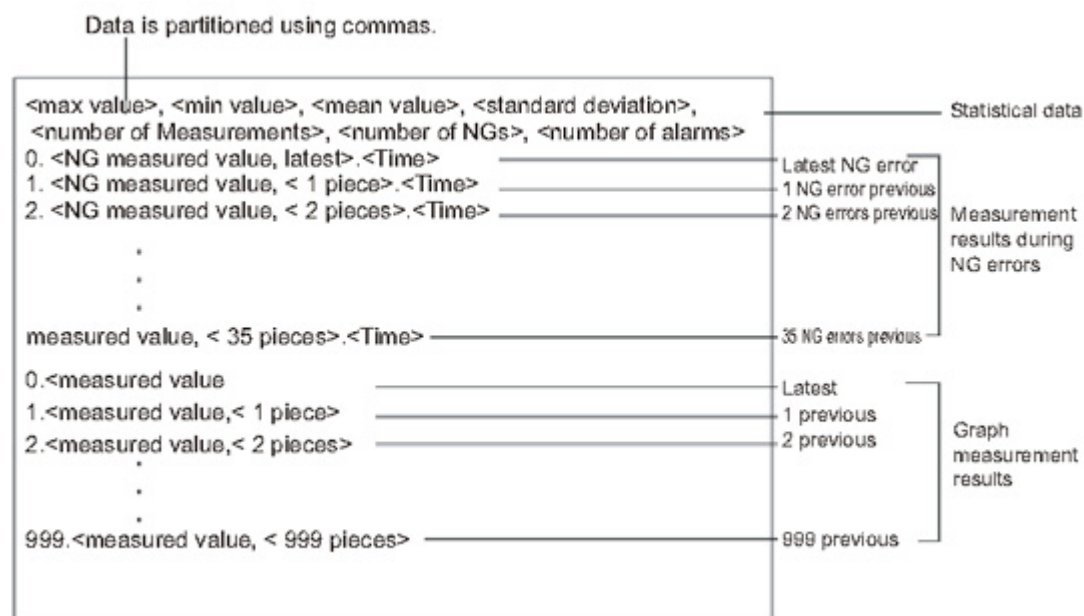 Data is partitioned using commas.
<max value>, <min value>, <mean value>, <standard deviation>,
<number of Measurements>, <number of NGs>, <number of alarms>
Statistical data
0. <NG measured value, latest>.<Time>
Latest NG error
1. <NG measured value, < 1 piece>.<Time>
1 NG error previous
2. <NG measured value, < 2 pieces>.<Time>
2 NG errors previous
Measurement
results during
NG errors
.
.
.
measured value, < 35 pieces>.<Time>
35 NG errors previous
0.<measured value
Latest
1.<measured value,< 1 piece>
1 previous
2.<measured value,< 2 pieces>
2 previous
Graph
measurement
results
.
.
.
999.<measured value, < 999 pieces>
999 previous